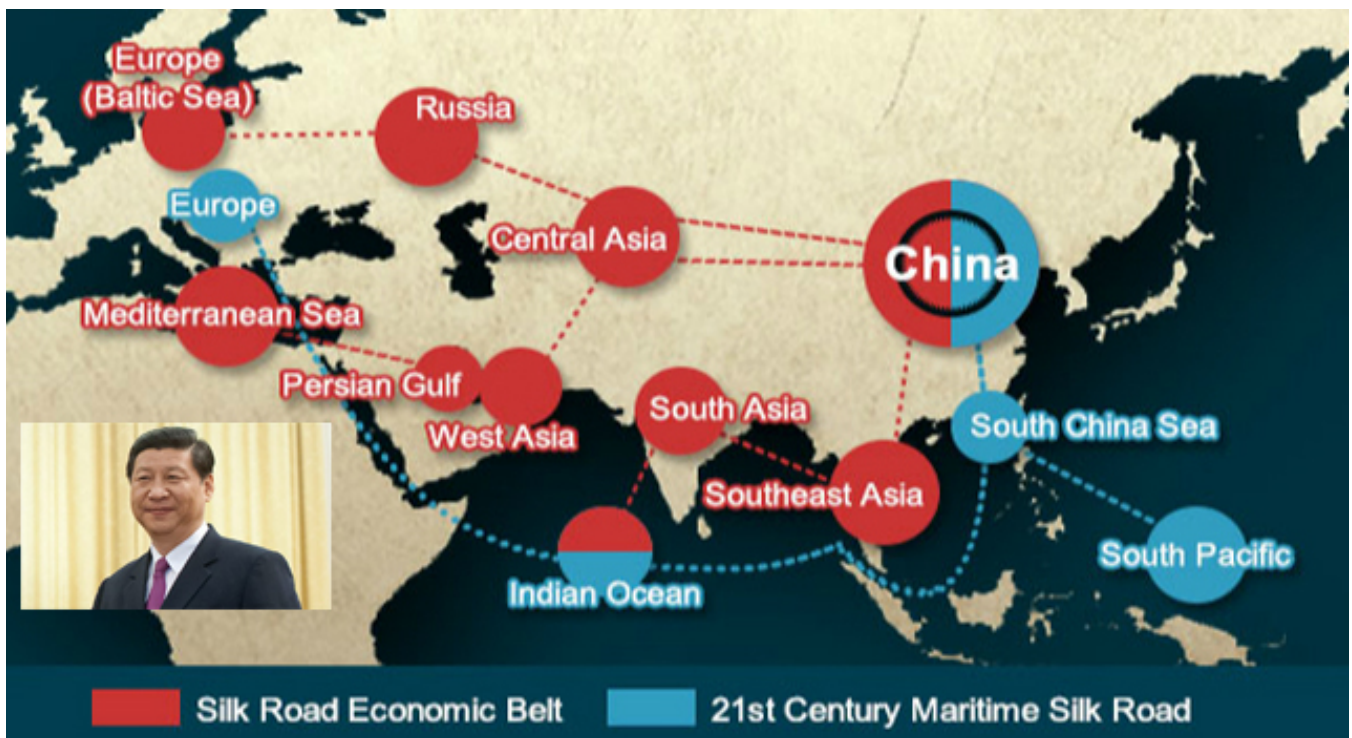 Europe
(Baltic Sea)
Russia
Europe
Central Asia
China
Mediterranean Sea
Persian Gulf
West Asia
South Asia
South China Sea
Southeast Asia
South Pacific
Indian Ocean
Silk Road Economic Belt
21st Century Maritime Silk Road